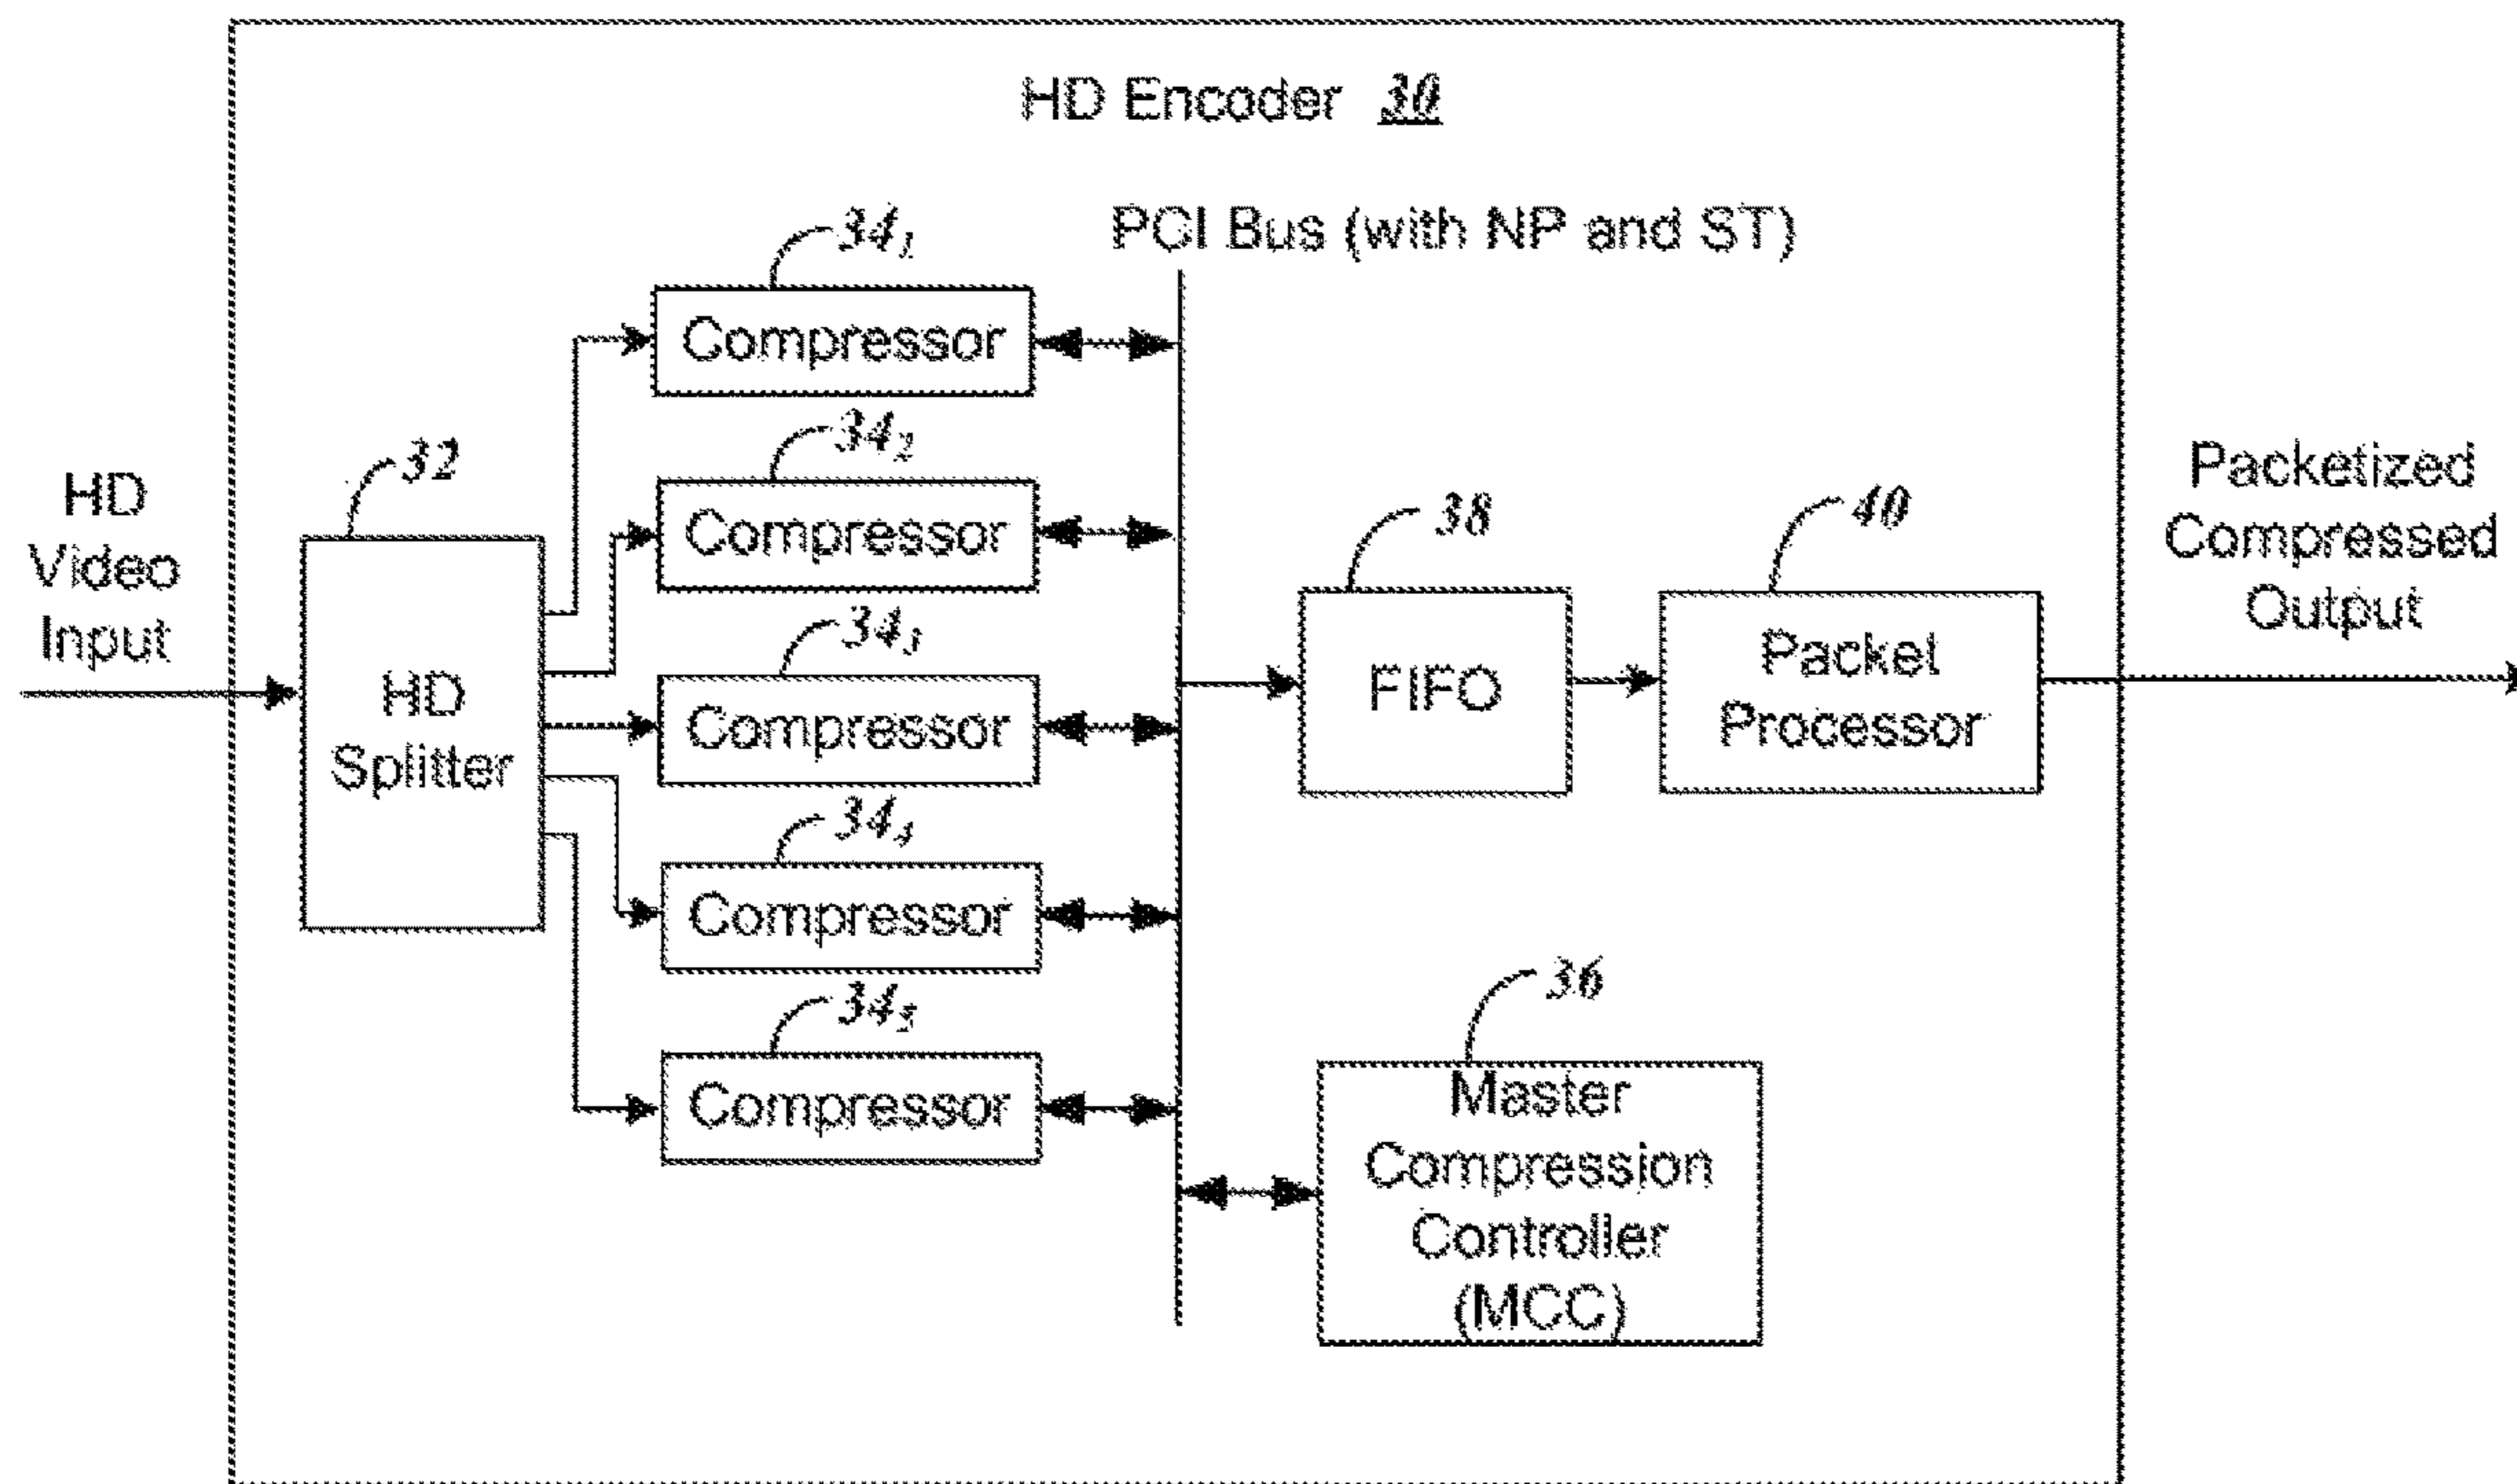 HD Encoder 30
PCI Bus (with NP and ST)
HD
Video
Input
32
HD
Splitter
34₁
Compressor
34₂
Compressor
34₃
Compressor
34₄
Compressor
34₅
Compressor
38
FIFO
40
Packet
Processor
36
Master
Compression
Controller
(MCC)
Packetized
Compressed
Output